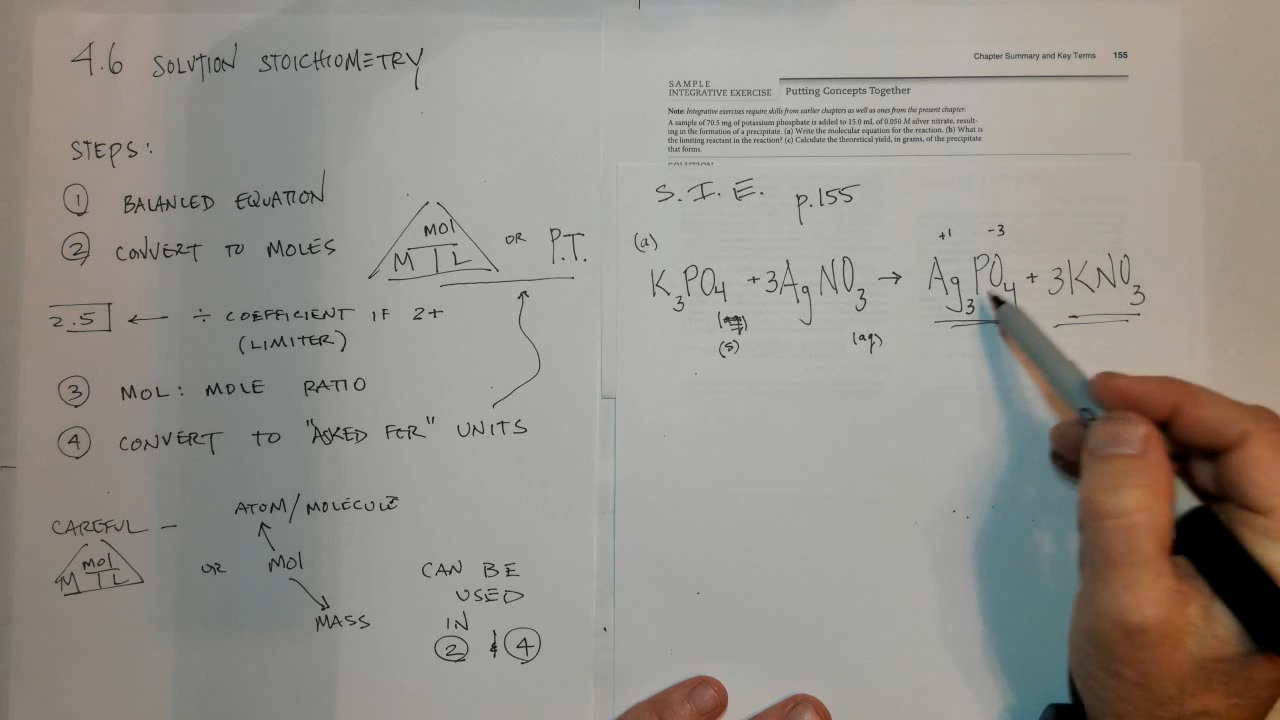 4.6 SOLUTION STOICHIOMETRY
STEPS:
① BALANCED EQUATION
② CONVERT TO MOLES
mol
M L
OR P.T.
2.5 ← ÷ COEFFICIENT IF 2+
(LIMITER)
③ MOL: MOLE RATIO
④ CONVERT TO "ASKED FOR" UNITS
CAREFUL –
mol
M L
OR
ATOM/MOLECULE
Mol
MASS
CAN BE
USED
IN
② & ④
Chapter Summary and Key Terms 155
SAMPLE
INTEGRATIVE EXERCISE Putting Concepts Together
Note: Integrative exercises require skills from earlier chapters as well as ones from the present chapter.
A sample of 70.5 mg of potassium phosphate is added to 15.0 mL of 0.050 M silver nitrate, result-
ing in the formation of a precipitate. (a) Write the molecular equation for the reaction. (b) What is
the limiting reactant in the reaction? (c) Calculate the theoretical yield, in grams, of the precipitate
that forms.
S.I.E. p.155
(a)
+1 -3
K₃PO₄ + 3AgNO₃ → Ag₃PO₄ + 3KNO₃
(s) (aq)